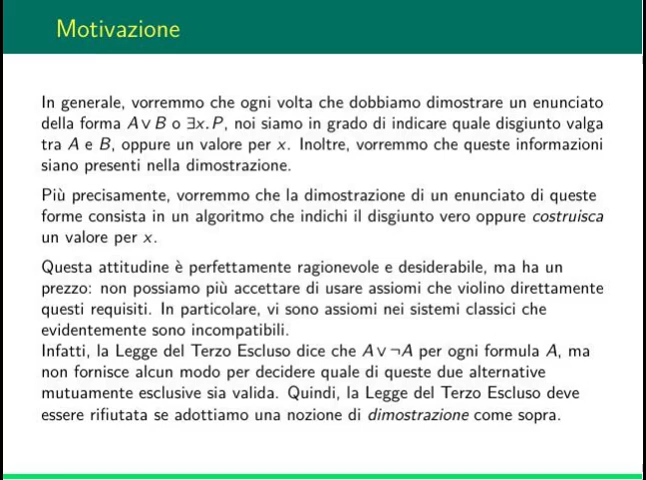 Motivazione
In generale, vorremmo che ogni volta che dobbiamo dimostrare un enunciato
della forma A ∨ B o ∃x. P, noi siamo in grado di indicare quale disgiunto valga
tra A e B, oppure un valore per x. Inoltre, vorremmo che queste informazioni
siano presenti nella dimostrazione.
Più precisamente, vorremmo che la dimostrazione di un enunciato di queste
forme consista in un algoritmo che indichi il disgiunto vero oppure costruisca
un valore per x.
Questa attitudine è perfettamente ragionevole e desiderabile, ma ha un
prezzo: non possiamo più accettare di usare assiomi che violino direttamente
questi requisiti. In particolare, vi sono assiomi nei sistemi classici che
evidentemente sono incompatibili.
Infatti, la Legge del Terzo Escluso dice che A ∨ ¬A per ogni formula A, ma
non fornisce alcun modo per decidere quale di queste due alternative
mutuamente esclusive sia valida. Quindi, la Legge del Terzo Escluso deve
essere rifiutata se adottiamo una nozione di dimostrazione come sopra.